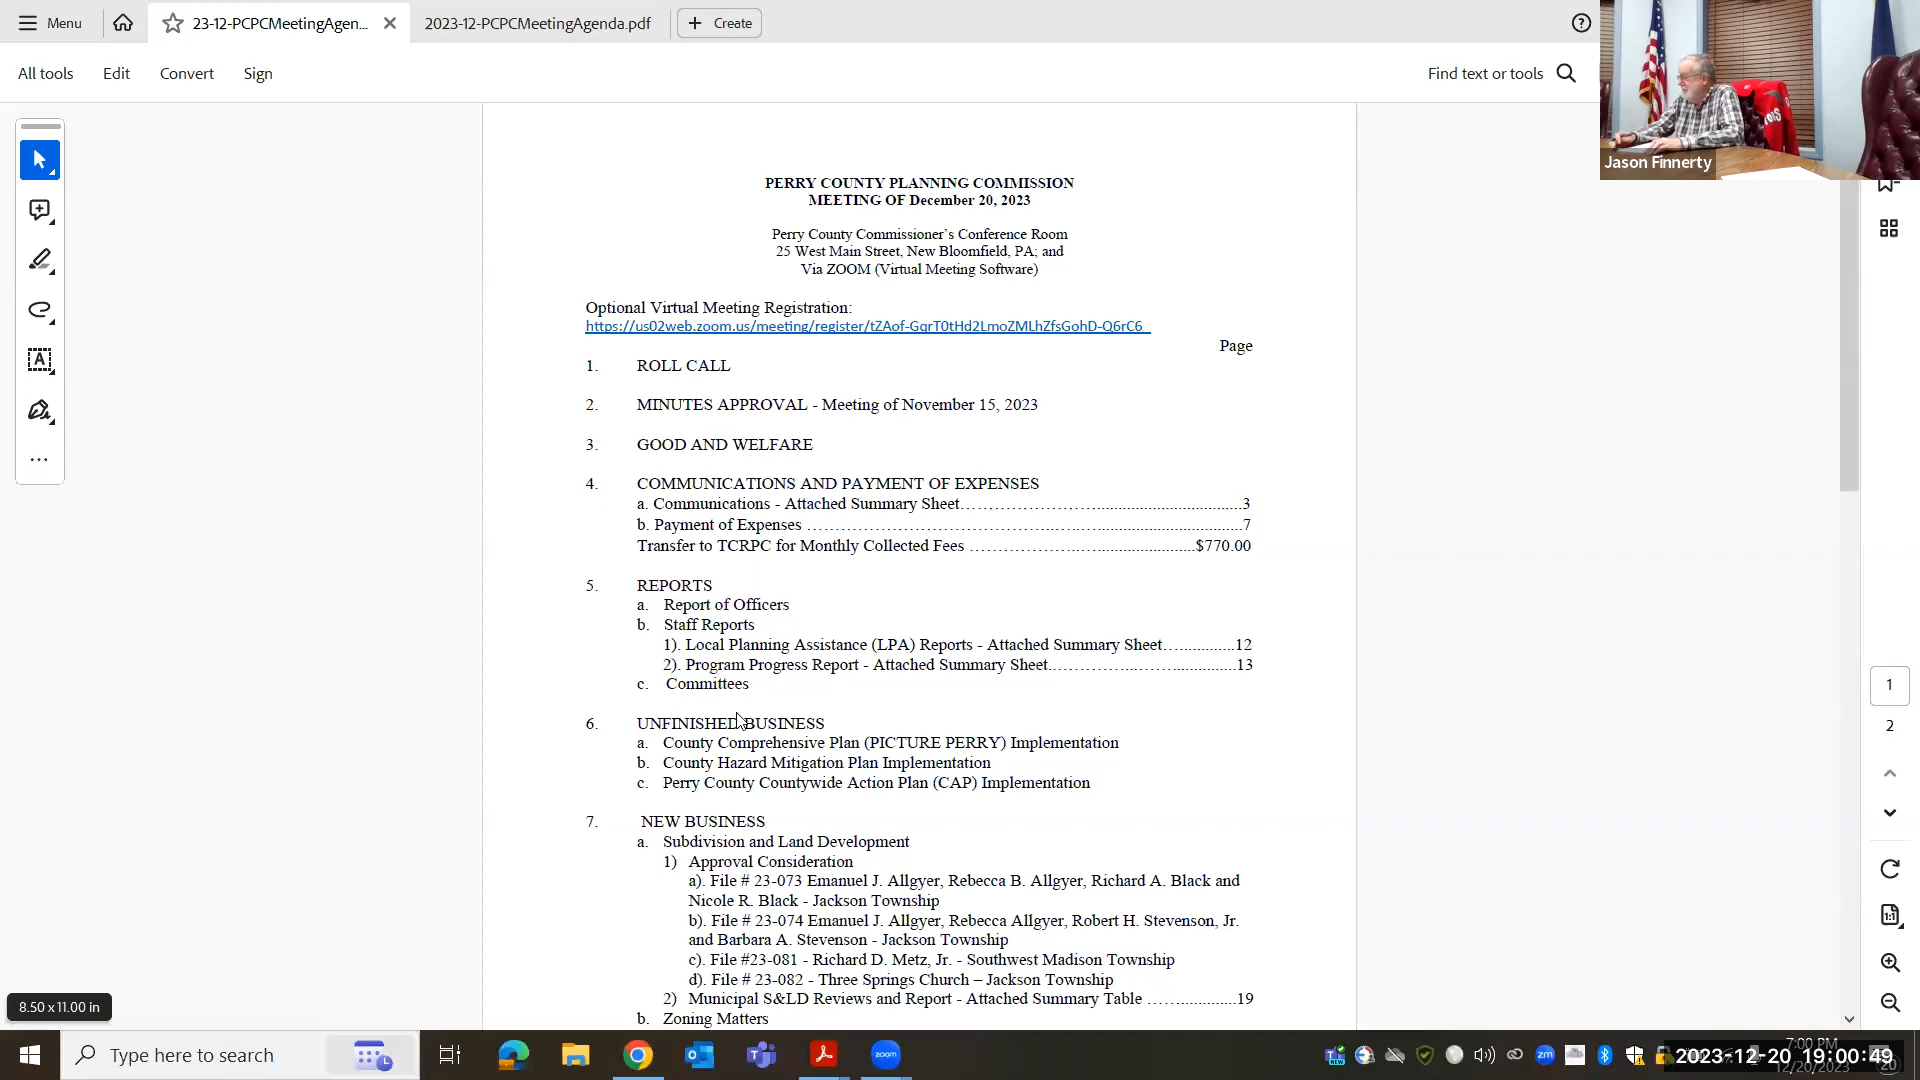 Menu
23-12-PCPCMeetingAgen...
2023-12-PCPCMeetingAgenda.pdf
Create
All tools
Edit
Convert
Sign
Find text or tools
Jason Finnerty
PERRY COUNTY PLANNING COMMISSION
MEETING OF December 20, 2023
Perry County Commissioner's Conference Room
25 West Main Street, New Bloomfield, PA; and
Via ZOOM (Virtual Meeting Software)
Optional Virtual Meeting Registration:
https://us02web.zoom.us/meeting/register/tZAof-GqrT0tHd2LmoZMLhZfsGohD-Q6rC6
Page
1. ROLL CALL
2. MINUTES APPROVAL - Meeting of November 15, 2023
3. GOOD AND WELFARE
4. COMMUNICATIONS AND PAYMENT OF EXPENSES
a. Communications - Attached Summary Sheet..........3
b. Payment of Expenses ..........7
Transfer to TCRPC for Monthly Collected Fees ..........$770.00
5. REPORTS
a. Report of Officers
b. Staff Reports
1). Local Planning Assistance (LPA) Reports - Attached Summary Sheet..........12
2). Program Progress Report - Attached Summary Sheet..........13
c. Committees
6. UNFINISHED BUSINESS
a. County Comprehensive Plan (PICTURE PERRY) Implementation
b. County Hazard Mitigation Plan Implementation
c. Perry County Countywide Action Plan (CAP) Implementation
7. NEW BUSINESS
a. Subdivision and Land Development
1) Approval Consideration
a). File # 23-073 Emanuel J. Allgyer, Rebecca B. Allgyer, Richard A. Black and
Nicole R. Black - Jackson Township
b). File # 23-074 Emanuel J. Allgyer, Rebecca Allgyer, Robert H. Stevenson, Jr.
and Barbara A. Stevenson - Jackson Township
c). File #23-081 - Richard D. Metz, Jr. - Southwest Madison Township
d). File # 23-082 - Three Springs Church – Jackson Township
2) Municipal S&LD Reviews and Report - Attached Summary Table ..........19
b. Zoning Matters
1
2
8.50 x 11.00 in
Type here to search
zoom
zm
7:00 PM
2023-12-20 19:00:49
12/20/2023
20